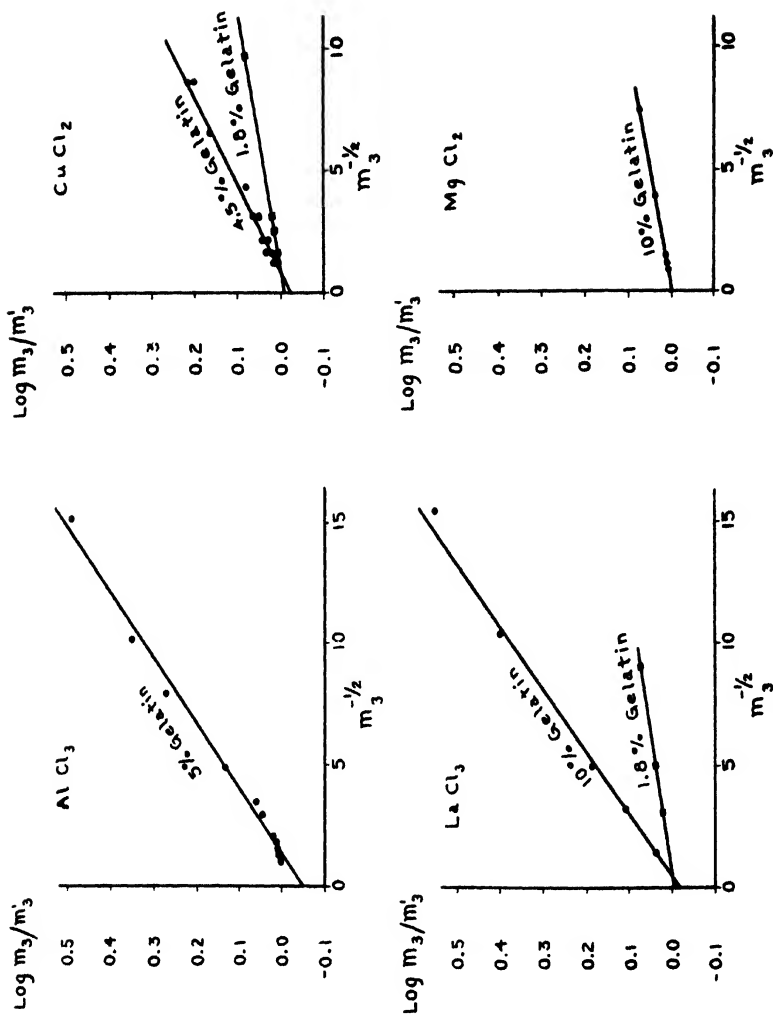 Log m₃/m'₃
Al Cl₃
0.5
0.4
0.3
0.2
0.1
0.0
-0.1
5% Gelatin
0 5 10 15
m₃^-½
Log m₃/m'₃
Cu Cl₂
0.5
0.4
0.3
0.2
0.1
0.0
-0.1
4.5% Gelatin
1.8% Gelatin
0 5 10
m₃^-½
Log m₃/m'₃
La Cl₃
0.5
0.4
0.3
0.2
0.1
0.0
-0.1
10% Gelatin
1.8% Gelatin
0 5 10 15
m₃^-½
Log m₃/m'₃
Mg Cl₂
0.5
0.4
0.3
0.2
0.1
0.0
-0.1
10% Gelatin
0 5 10
m₃^-½